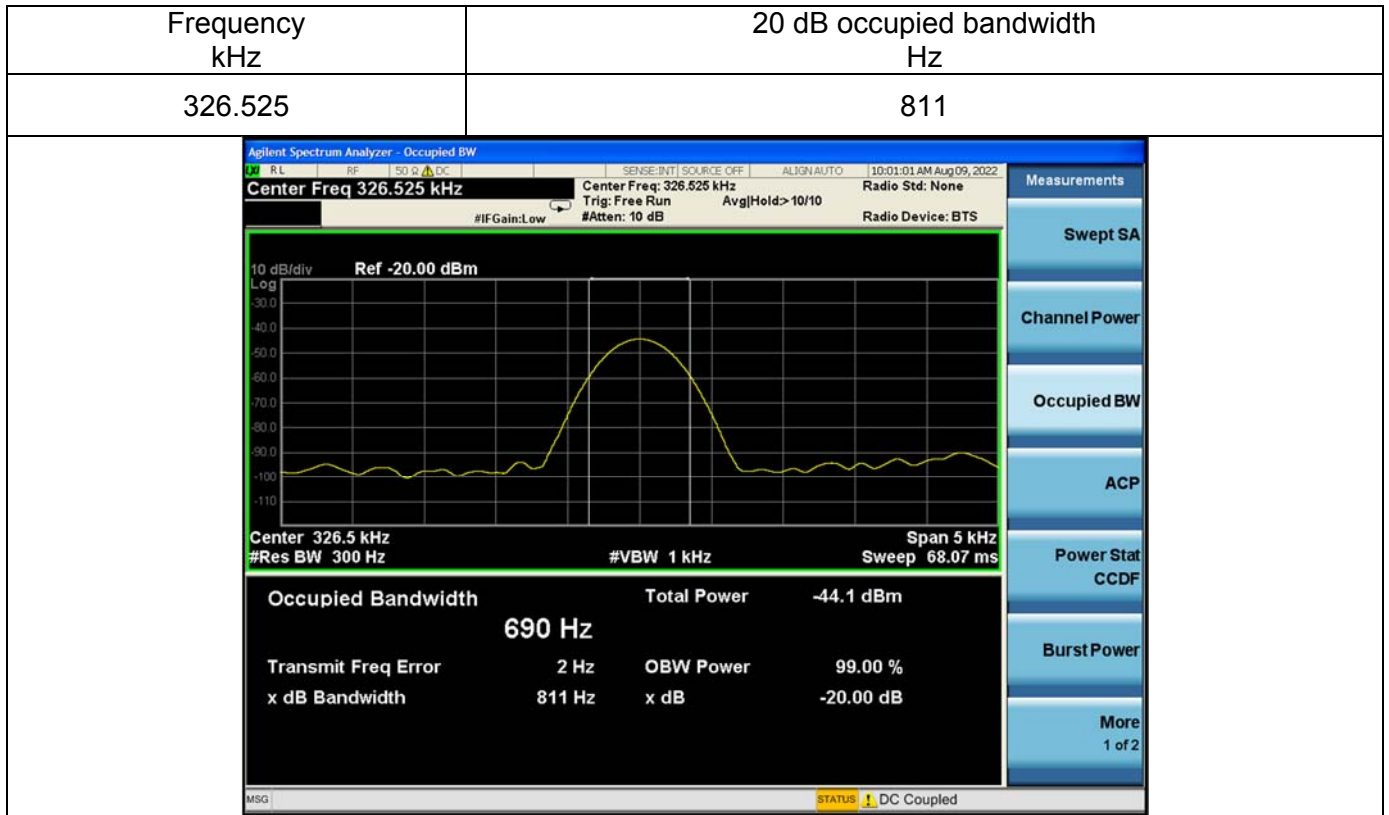 Frequency
kHz
20 dB occupied bandwidth
Hz
326.525
811
Agilent Spectrum Analyzer - Occupied BW
LXI RL RF 50 Ω ⚠ DC SENSE:INT SOURCE OFF ALIGN AUTO 10:01:01 AM Aug 09, 2022
Center Freq 326.525 kHz
Center Freq: 326.525 kHz
Radio Std: None
Trig: Free Run Avg|Hold:> 10/10
#IFGain:Low
#Atten: 10 dB
Radio Device: BTS
10 dB/div Ref -20.00 dBm
Log
-30.0
-40.0
-50.0
-60.0
-70.0
-80.0
-90.0
-100
-110
Center 326.5 kHz
Span 5 kHz
#Res BW 300 Hz
#VBW 1 kHz
Sweep 68.07 ms
Occupied Bandwidth
Total Power -44.1 dBm
690 Hz
Transmit Freq Error 2 Hz
OBW Power 99.00 %
x dB Bandwidth 811 Hz
x dB -20.00 dB
Measurements
Swept SA
Channel Power
Occupied BW
ACP
Power Stat
CCDF
Burst Power
More
1 of 2
MSG
STATUS
DC Coupled